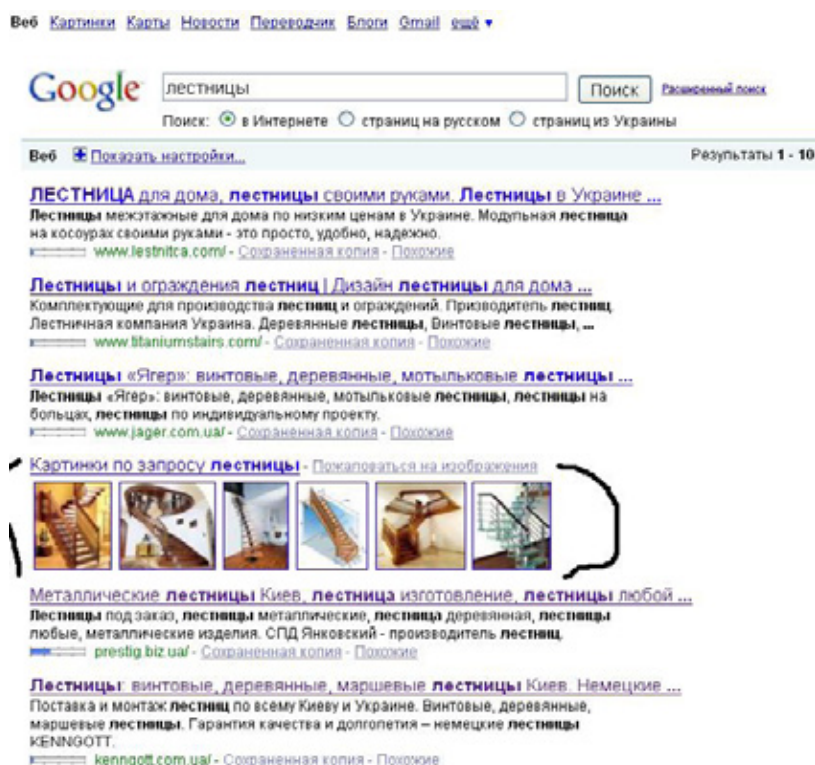 Веб Картинки Карты Новости Переводчик Блоги Gmail ещё ▼
Google лестницы Поиск Расширенный поиск
Поиск: в Интернете страниц на русском страниц из Украины
Веб Показать настройки... Результаты 1 - 10
ЛЕСТНИЦА для дома, лестницы своими руками. Лестницы в Украине ...
Лестницы межэтажные для дома по низким ценам в Украине. Модульная лестница
на косоурах своими руками - это просто, удобно, надежно.
www.lestnitca.com/ - Сохраненная копия - Похожие
Лестницы и ограждения лестниц | Дизайн лестницы для дома ...
Комплектующие для производства лестниц и ограждений. Призводитель лестниц.
Лестничная компания Украина. Деревянные лестницы, Винтовые лестницы, ...
www.titaniumstairs.com/ - Сохраненная копия - Похожие
Лестницы «Ягер»: винтовые, деревянные, мотыльковые лестницы ...
Лестницы «Ягер»: винтовые, деревянные, мотыльковые лестницы, лестницы на
больцах, лестницы по индивидуальному проекту.
www.jager.com.ua/ - Сохраненная копия - Похожие
Картинки по запросу лестницы - Пожаловаться на изображения
Металлические лестницы Киев, лестница изготовление, лестницы любой ...
Лестницы под заказ, лестницы металлические, лестница деревянная, лестницы
любые, металлические изделия. СПД Янковский - производитель лестниц.
prestig.biz.ua/ - Сохраненная копия - Похожие
Лестницы: винтовые, деревянные, маршевые лестницы Киев. Немецкие ...
Поставка и монтаж лестниц по всему Киеву и Украине. Винтовые, деревянные,
маршевые лестницы. Гарантия качества и долголетия – немецкие лестницы
KENNGOTT.
kenngott.com.ua/ - Сохраненная копия - Похожие